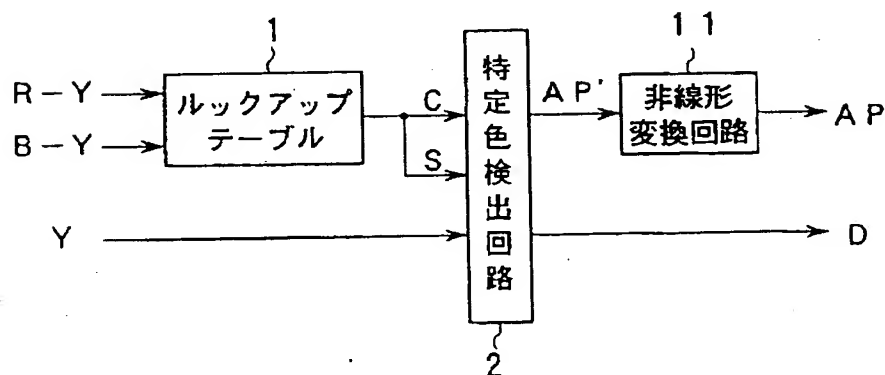 1
R-Y
B-Y
ルックアップ
テーブル
C
S
Y
特定色検出回路
2
AP'
11
非線形
変換回路
AP
D